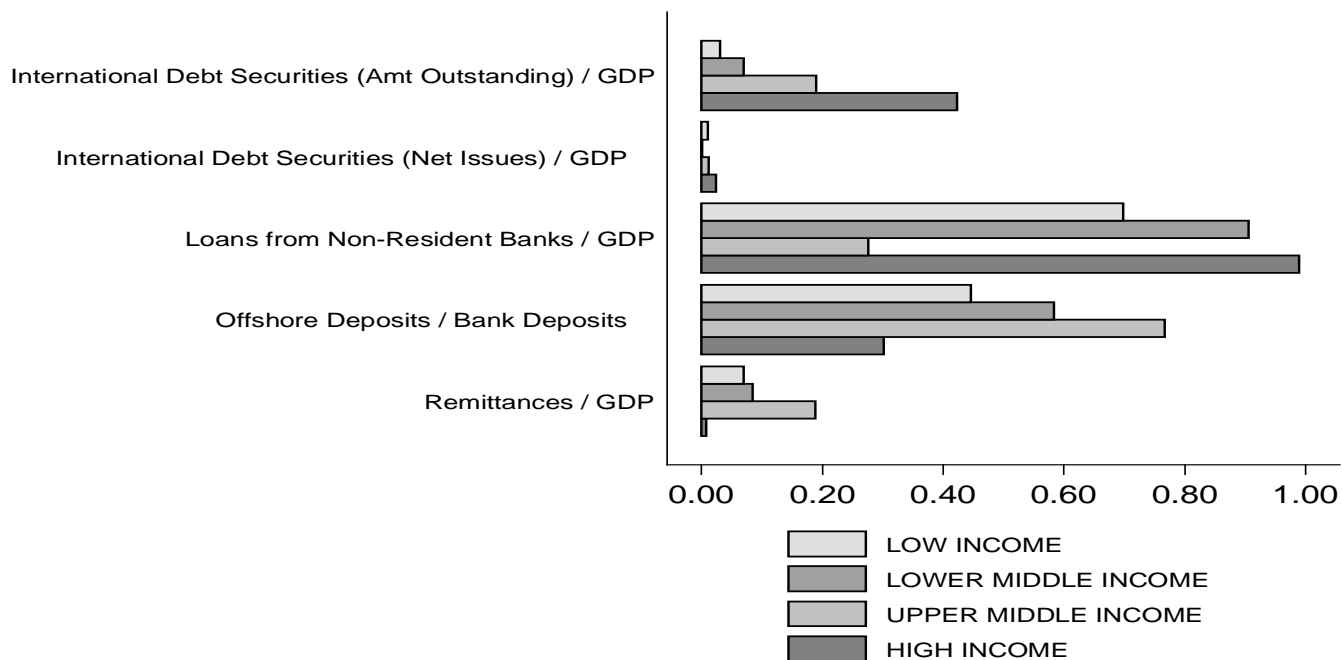 International Debt Securities (Amt Outstanding) / GDP
International Debt Securities (Net Issues) / GDP
Loans from Non-Resident Banks / GDP
Offshore Deposits / Bank Deposits
Remittances / GDP
0.00 0.20 0.40 0.60 0.80 1.00
LOW INCOME
LOWER MIDDLE INCOME
UPPER MIDDLE INCOME
HIGH INCOME